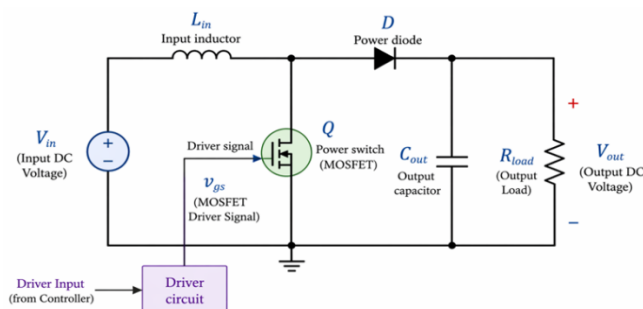 L_in
Input inductor
D
Power diode
V_in
(Input DC
Voltage)
+
−
Driver signal
Q
Power switch
(MOSFET)
v_gs
(MOSFET
Driver Signal)
C_out
Output
capacitor
R_load
(Output
Load)
+
V_out
(Output DC
Voltage)
−
Driver Input
(from Controller)
Driver
circuit